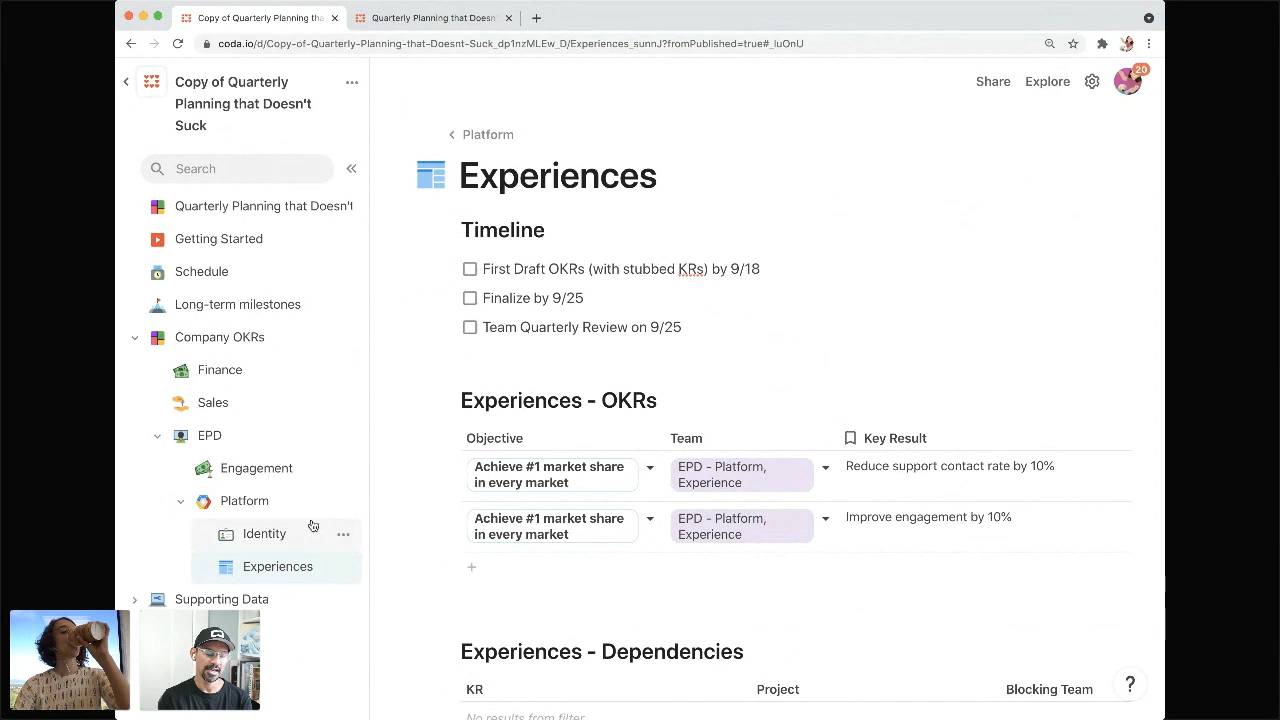 Copy of Quarterly Planning tha
Quarterly Planning that Doesn't
coda.io/d/Copy-of-Quarterly-Planning-that-Doesnt-Suck_dp1nzMLEw_D/Experiences_sunnJ?fromPublished=true#_luOnU
Copy of Quarterly
Planning that Doesn't
Suck
Search
Quarterly Planning that Doesn't
Getting Started
Schedule
Long-term milestones
Company OKRs
Finance
Sales
EPD
Engagement
Platform
Identity
Experiences
Supporting Data
Share
Explore
20
Platform
Experiences
Timeline
First Draft OKRs (with stubbed KRs) by 9/18
Finalize by 9/25
Team Quarterly Review on 9/25
Experiences - OKRs
Objective
Team
Key Result
Achieve #1 market share
in every market
EPD - Platform,
Experience
Reduce support contact rate by 10%
Achieve #1 market share
in every market
EPD - Platform,
Experience
Improve engagement by 10%
Experiences - Dependencies
KR
Project
Blocking Team
No results from filter
?